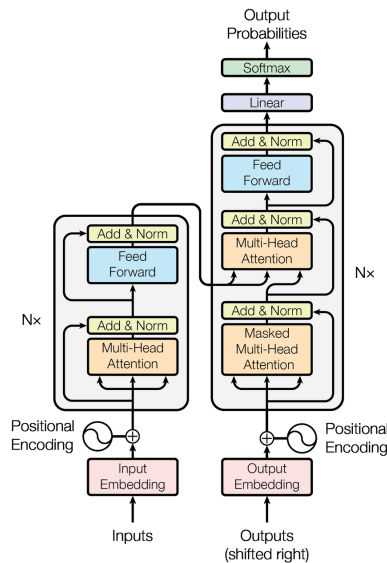 Output
Probabilities
Softmax
Linear
Add & Norm
Feed
Forward
Add & Norm
Multi-Head
Attention
Add & Norm
Masked
Multi-Head
Attention
Nx
Add & Norm
Feed
Forward
Add & Norm
Multi-Head
Attention
N×
Positional
Encoding
Positional
Encoding
Input
Embedding
Output
Embedding
Inputs
Outputs
(shifted right)